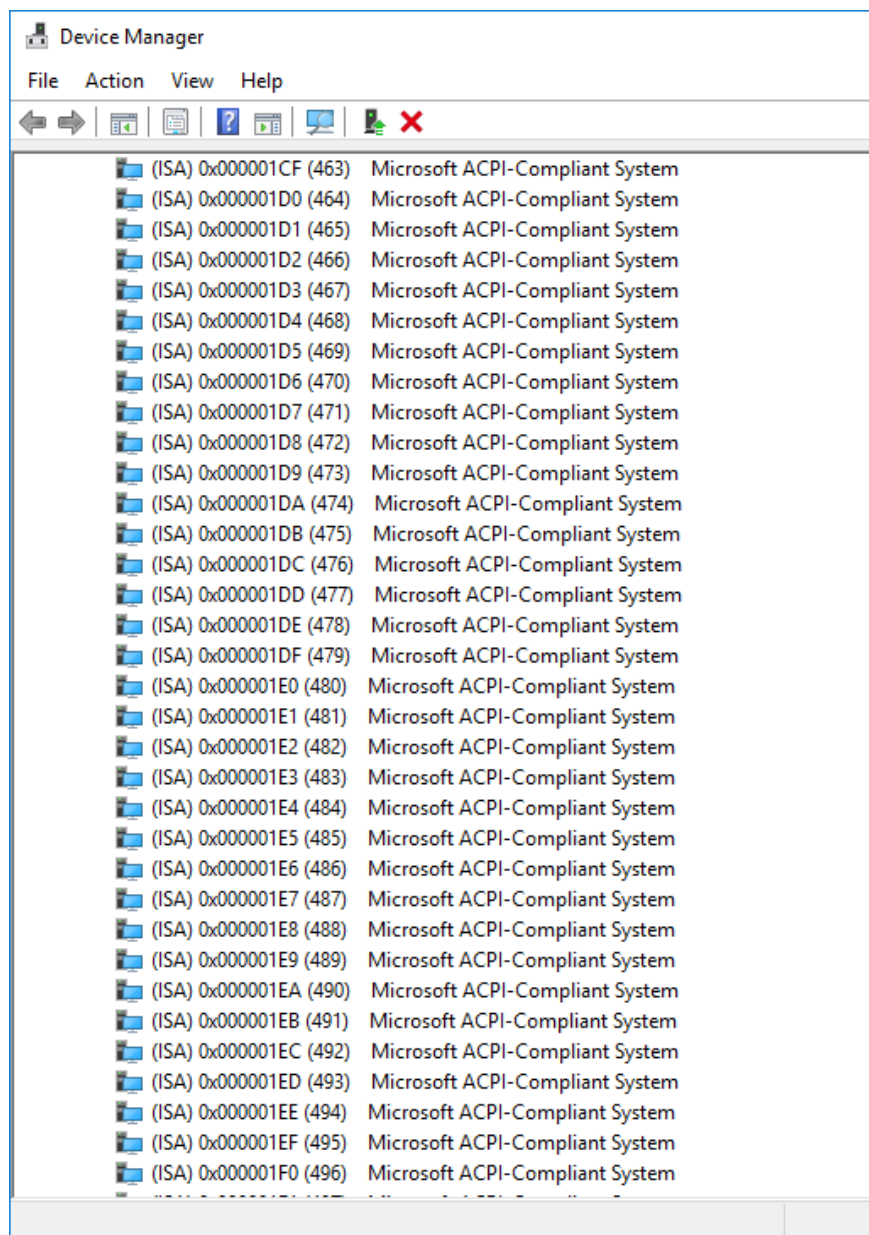 Device Manager
File Action View Help
(ISA) 0x000001CF (463) Microsoft ACPI-Compliant System
(ISA) 0x000001D0 (464) Microsoft ACPI-Compliant System
(ISA) 0x000001D1 (465) Microsoft ACPI-Compliant System
(ISA) 0x000001D2 (466) Microsoft ACPI-Compliant System
(ISA) 0x000001D3 (467) Microsoft ACPI-Compliant System
(ISA) 0x000001D4 (468) Microsoft ACPI-Compliant System
(ISA) 0x000001D5 (469) Microsoft ACPI-Compliant System
(ISA) 0x000001D6 (470) Microsoft ACPI-Compliant System
(ISA) 0x000001D7 (471) Microsoft ACPI-Compliant System
(ISA) 0x000001D8 (472) Microsoft ACPI-Compliant System
(ISA) 0x000001D9 (473) Microsoft ACPI-Compliant System
(ISA) 0x000001DA (474) Microsoft ACPI-Compliant System
(ISA) 0x000001DB (475) Microsoft ACPI-Compliant System
(ISA) 0x000001DC (476) Microsoft ACPI-Compliant System
(ISA) 0x000001DD (477) Microsoft ACPI-Compliant System
(ISA) 0x000001DE (478) Microsoft ACPI-Compliant System
(ISA) 0x000001DF (479) Microsoft ACPI-Compliant System
(ISA) 0x000001E0 (480) Microsoft ACPI-Compliant System
(ISA) 0x000001E1 (481) Microsoft ACPI-Compliant System
(ISA) 0x000001E2 (482) Microsoft ACPI-Compliant System
(ISA) 0x000001E3 (483) Microsoft ACPI-Compliant System
(ISA) 0x000001E4 (484) Microsoft ACPI-Compliant System
(ISA) 0x000001E5 (485) Microsoft ACPI-Compliant System
(ISA) 0x000001E6 (486) Microsoft ACPI-Compliant System
(ISA) 0x000001E7 (487) Microsoft ACPI-Compliant System
(ISA) 0x000001E8 (488) Microsoft ACPI-Compliant System
(ISA) 0x000001E9 (489) Microsoft ACPI-Compliant System
(ISA) 0x000001EA (490) Microsoft ACPI-Compliant System
(ISA) 0x000001EB (491) Microsoft ACPI-Compliant System
(ISA) 0x000001EC (492) Microsoft ACPI-Compliant System
(ISA) 0x000001ED (493) Microsoft ACPI-Compliant System
(ISA) 0x000001EE (494) Microsoft ACPI-Compliant System
(ISA) 0x000001EF (495) Microsoft ACPI-Compliant System
(ISA) 0x000001F0 (496) Microsoft ACPI-Compliant System